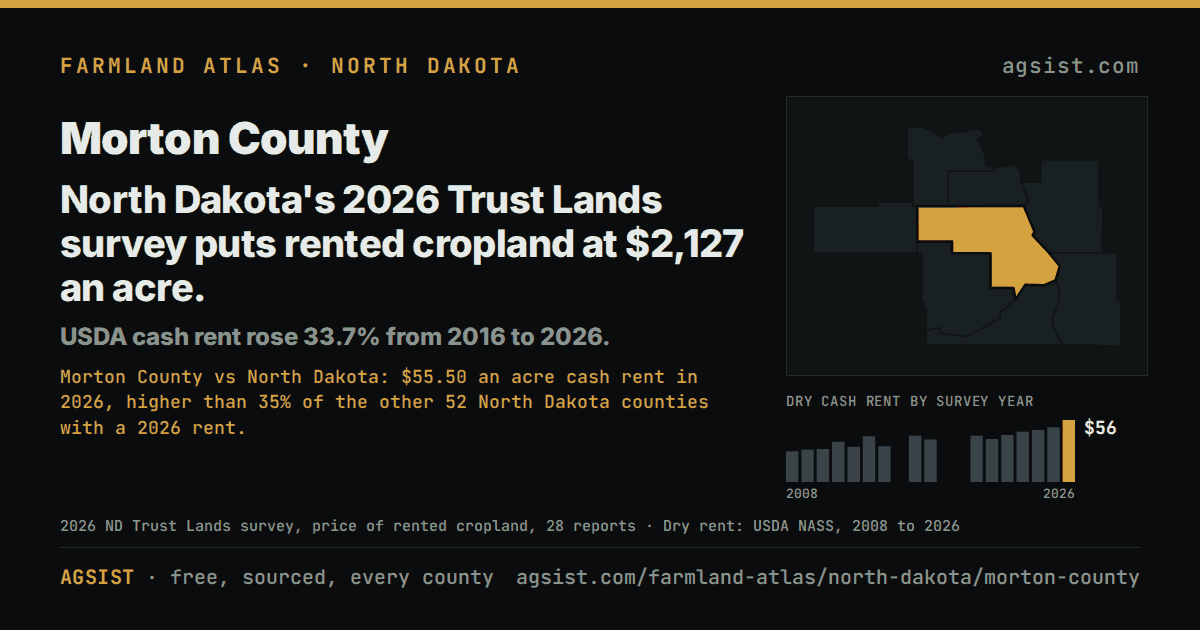 FARMLAND ATLAS · NORTH DAKOTA
agsist.com
Morton County
North Dakota's 2026 Trust Lands
survey puts rented cropland at $2,127
an acre.
USDA cash rent rose 33.7% from 2016 to 2026.
Morton County vs North Dakota: $55.50 an acre cash rent in
2026, higher than 35% of the other 52 North Dakota counties
with a 2026 rent.
DRY CASH RENT BY SURVEY YEAR
$56
2008
2026
2026 ND Trust Lands survey, price of rented cropland, 28 reports · Dry rent: USDA NASS, 2008 to 2026
AGSIST · free, sourced, every county
agsist.com/farmland-atlas/north-dakota/morton-county